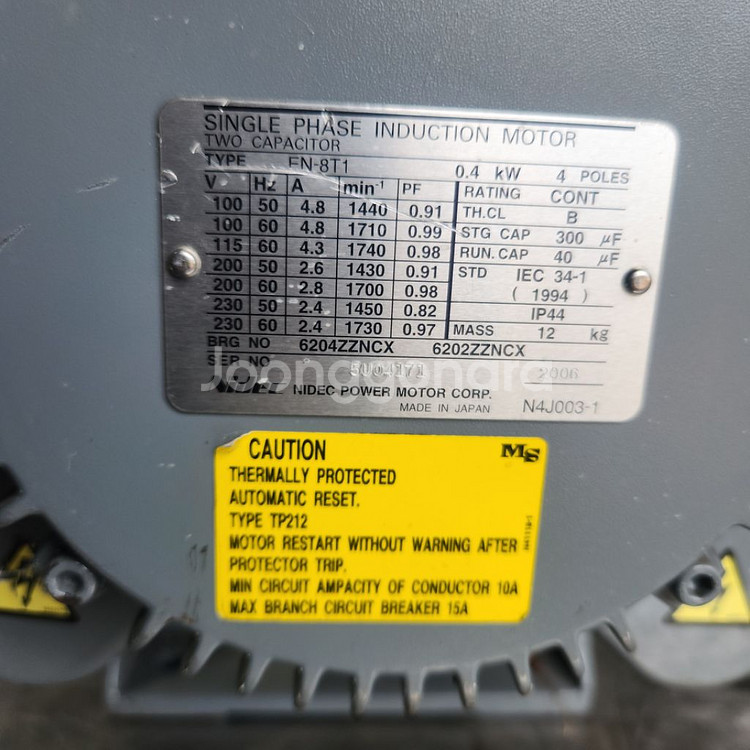 SINGLE PHASE INDUCTION MOTOR
TWO CAPACITOR
TYPE EN-8T1 0.4 kW 4 POLES
V Hz A min⁻¹ PF RATING CONT
100 50 4.8 1440 0.91 TH.CL B
100 60 4.8 1710 0.99 STG CAP 300 μF
115 60 4.3 1740 0.98 RUN.CAP 40 μF
200 50 2.6 1430 0.91 STD IEC 34-1
200 60 2.8 1700 0.98 (1994)
230 50 2.4 1450 0.82 IP44
230 60 2.4 1730 0.97 MASS 12 kg
BRG NO 6204ZZNCX 6202ZZNCX
SER NO 2006
Joonggonara
NIDEC NIDEC POWER MOTOR CORP.
MADE IN JAPAN N4J003-1
CAUTION MS
THERMALLY PROTECTED
AUTOMATIC RESET.
TYPE TP212
MOTOR RESTART WITHOUT WARNING AFTER
PROTECTOR TRIP.
MIN CIRCUIT AMPACITY OF CONDUCTOR 10A
MAX BRANCH CIRCUIT BREAKER 15A